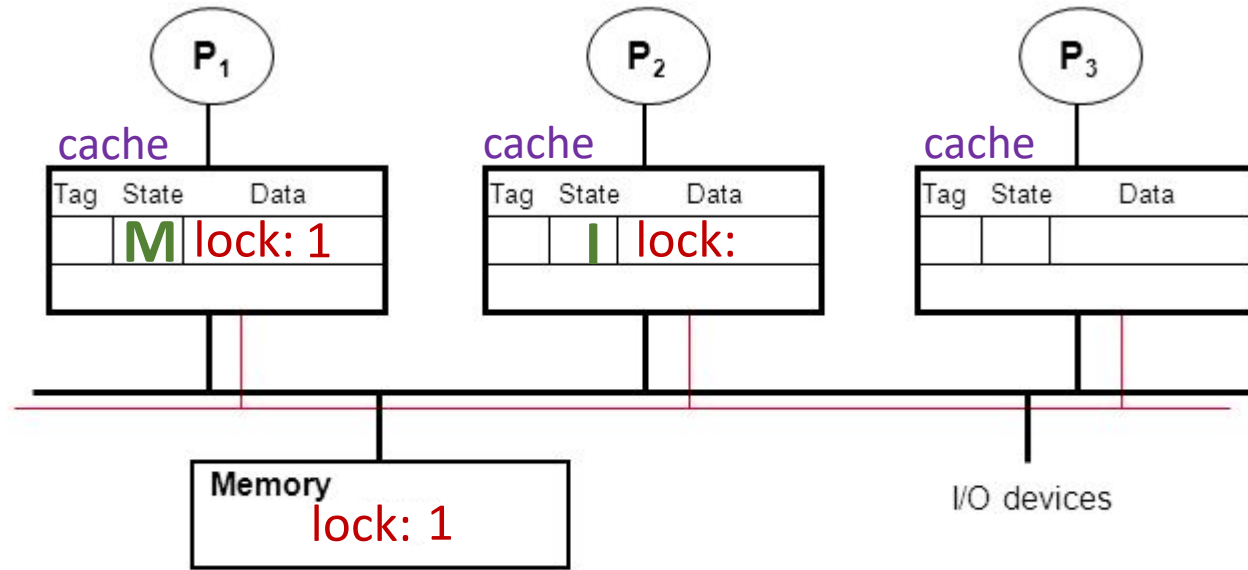 P1 P2 P3
cache cache cache
Tag State Data Tag State Data Tag State Data
M lock: 1 I lock:
Memory
lock: 1
I/O devices